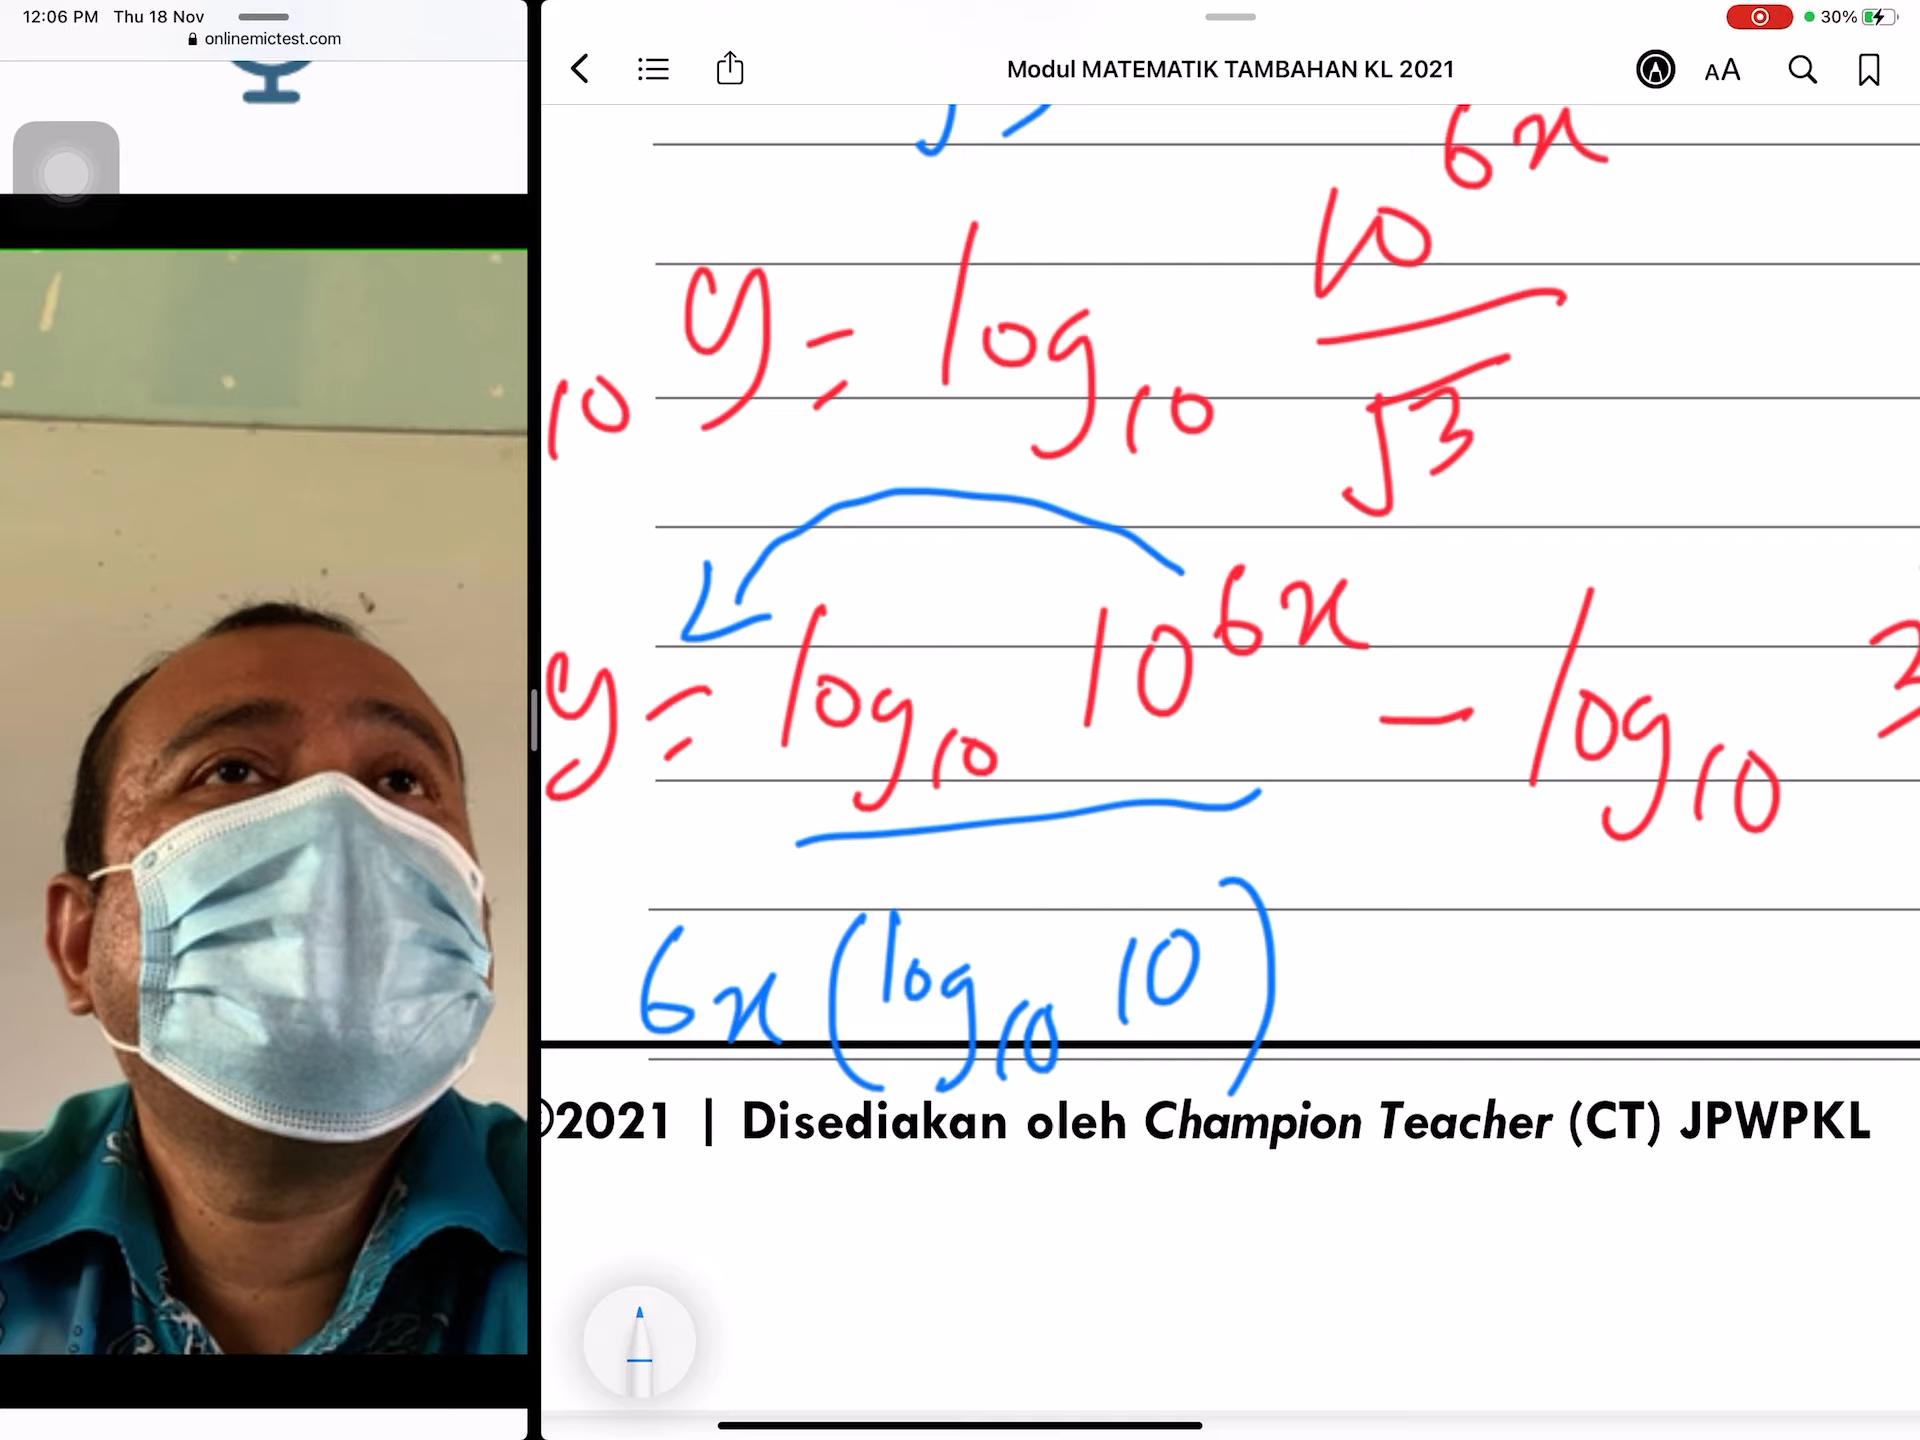 12:06 PM Thu 18 Nov
onlinemictest.com
30%
Modul MATEMATIK TAMBAHAN KL 2021
AA
6x
10 y = log10 10
√3
y = log10 10^6x - log10 3
6x (log10 10)
©2021 | Disediakan oleh Champion Teacher (CT) JPWPKL